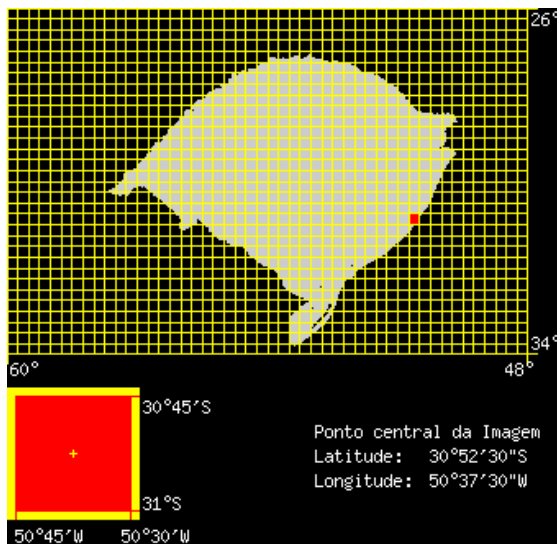 26°
34°
60°
48°
30°45'S
Ponto central da Imagem
Latitude: 30°52'30"S
Longitude: 50°37'30"W
31°S
50°45'W 50°30'W